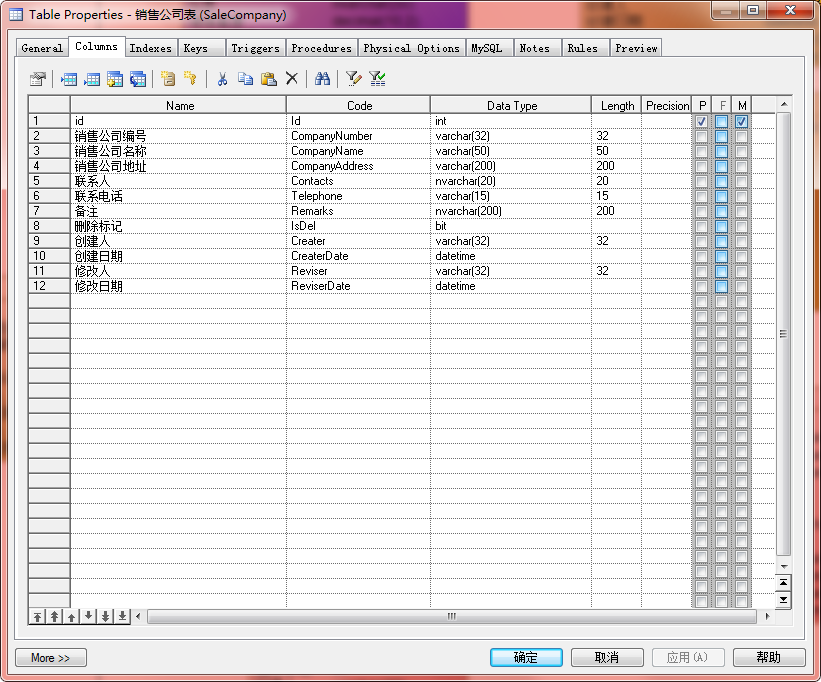 Table Properties - 销售公司表 (SaleCompany)
General Columns Indexes Keys Triggers Procedures Physical Options MySQL Notes Rules Preview
Name Code Data Type Length Precision P F M
1 id Id int
2 销售公司编号 CompanyNumber varchar(32) 32
3 销售公司名称 CompanyName varchar(50) 50
4 销售公司地址 CompanyAddress varchar(200) 200
5 联系人 Contacts nvarchar(20) 20
6 联系电话 Telephone varchar(15) 15
7 备注 Remarks nvarchar(200) 200
8 删除标记 IsDel bit
9 创建人 Creater varchar(32) 32
10 创建日期 CreaterDate datetime
11 修改人 Reviser varchar(32) 32
12 修改日期 ReviserDate datetime
More >> 确定 取消 应用(A) 帮助